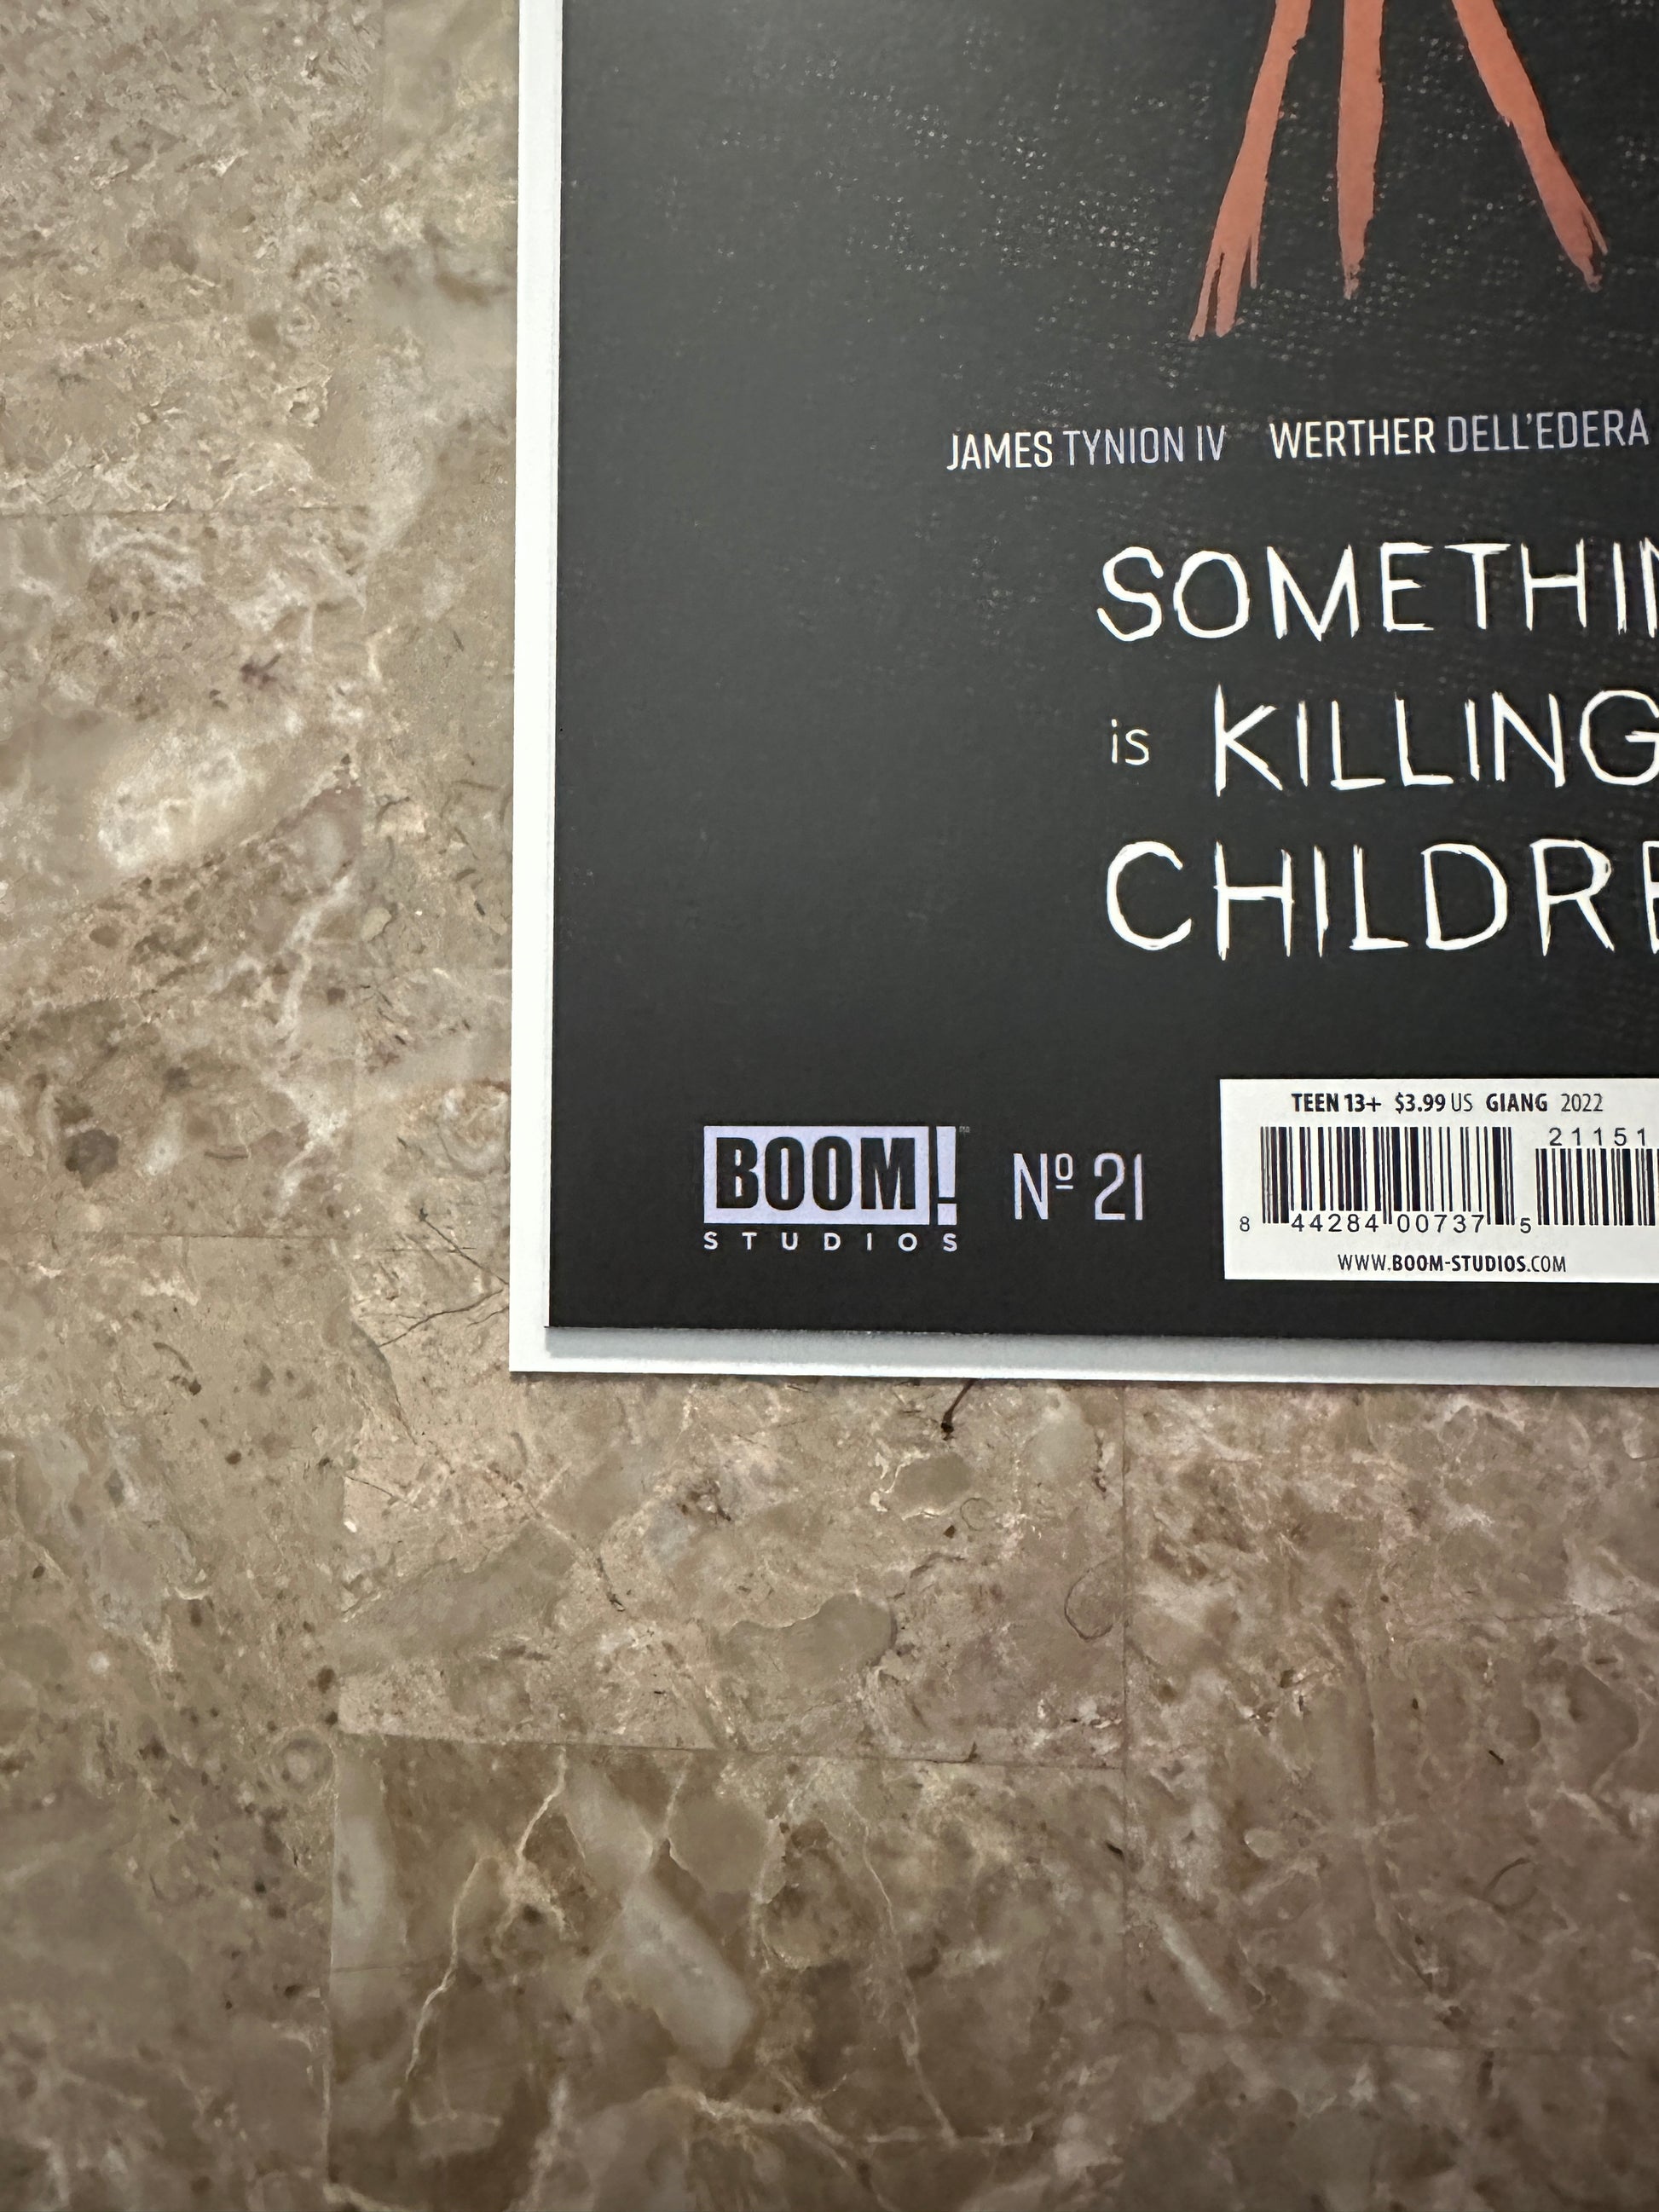 JAMES TYNION IV WERTHER DELL'EDERA
SOMETHIN
is KILLING
CHILDRE
BOOM!™
STUDIOS
Nº 21
TEEN 13+ $3.99 US GIANG 2022
21151
8 44284 00737 5
WWW.BOOM-STUDIOS.COM